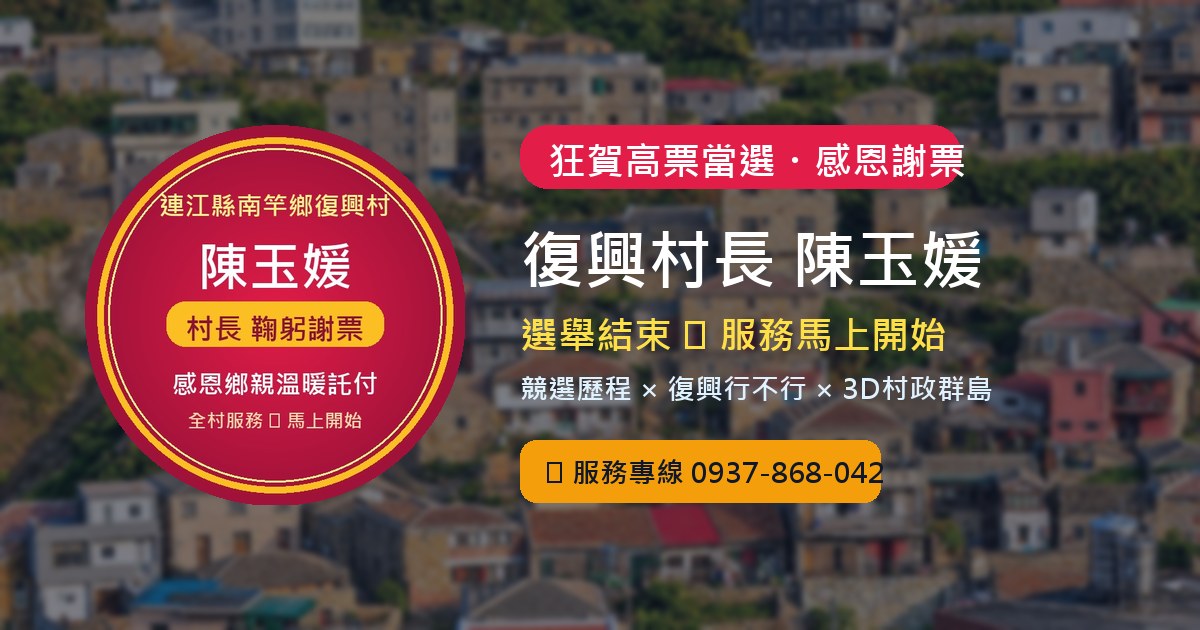 連江縣南竿鄉復興村
陳玉媛
村長 鞠躬謝票
感恩鄉親溫暖託付
全村服務 馬上開始
狂賀高票當選・感恩謝票
復興村長 陳玉媛
選舉結束 服務馬上開始
競選歷程 × 復興行不行 × 3D村政群島
服務專線 0937-868-042